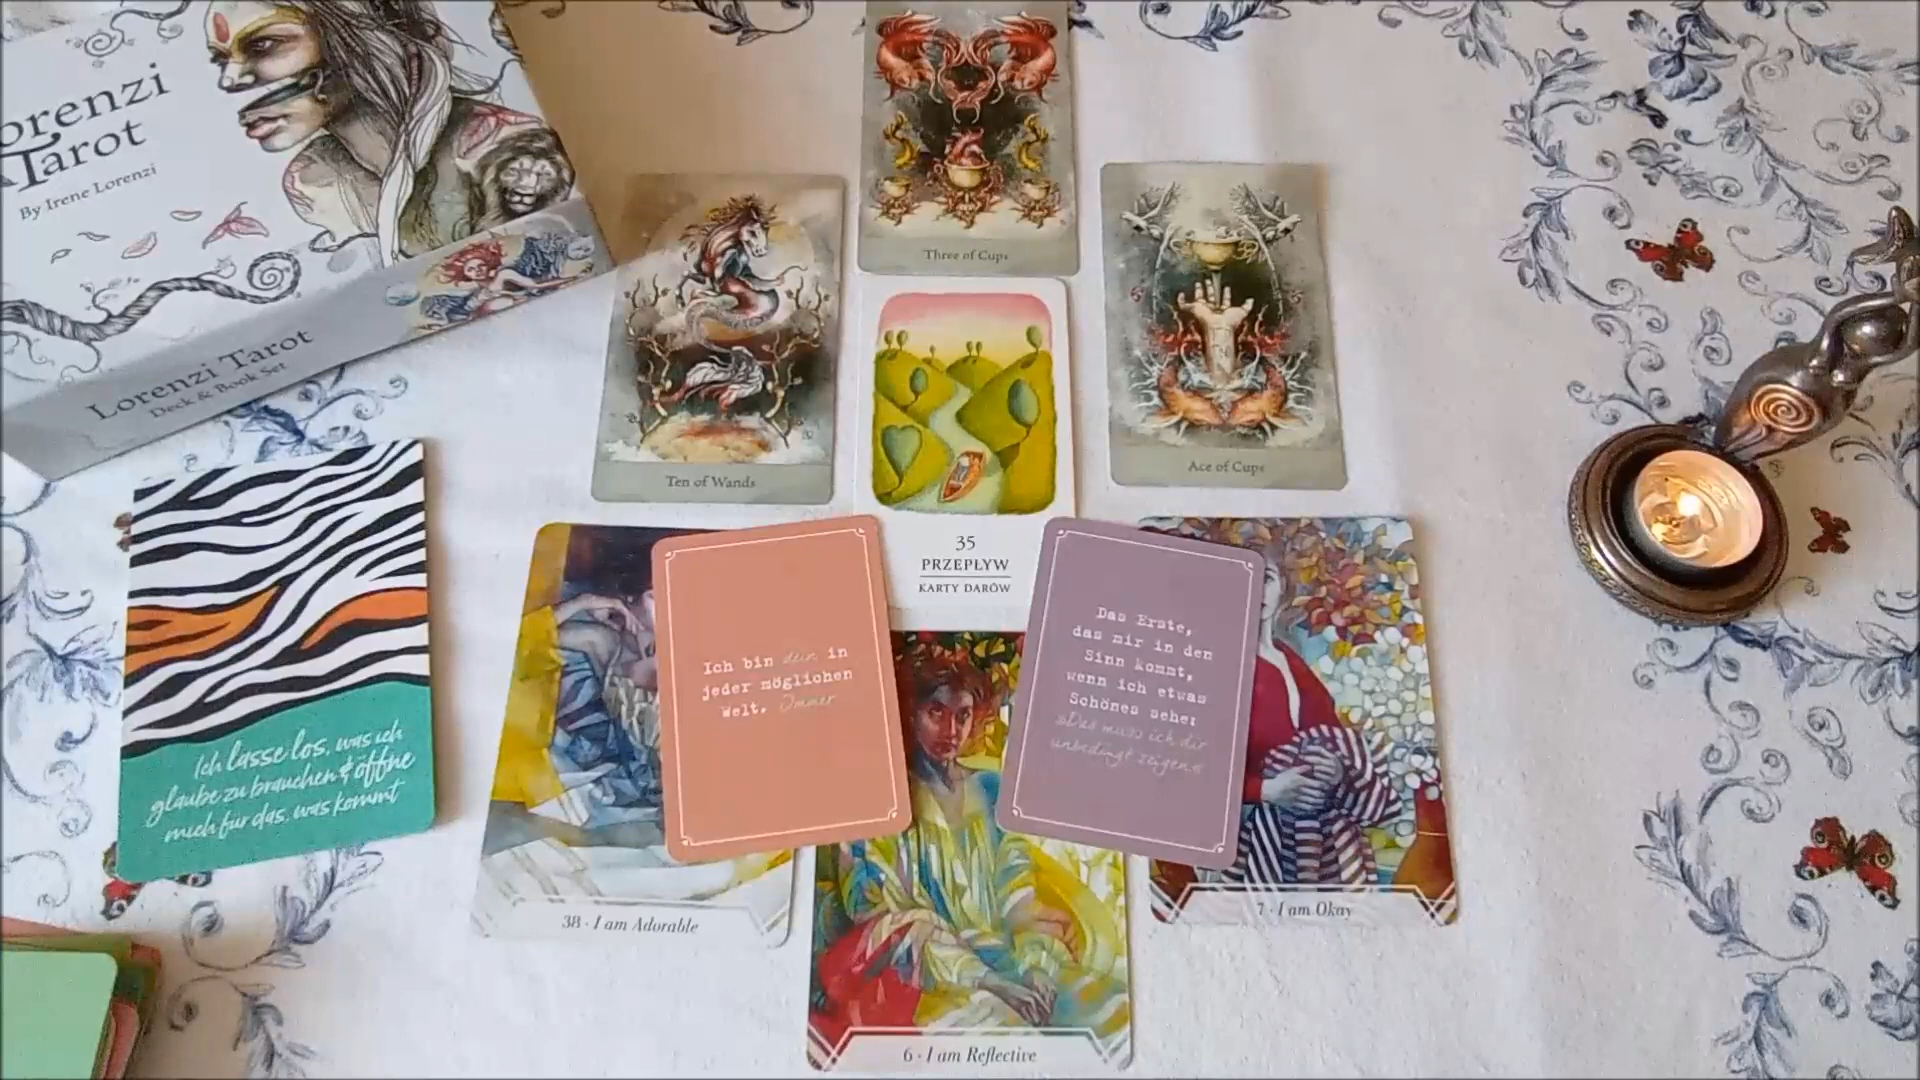 orenzi
Tarot
By Irene Lorenzi
Lorenzi Tarot
Deck & Book Set
Three of Cups
Ten of Wands
Ace of Cups
35
PRZEPŁYW
KARTY DARÓW
Ich lasse los, was ich
glaube zu brauchen & öffne
mich für das, was kommt
Ich bin dein in
jeder möglichen
Welt. Immer
Das Erste,
das mir in den
Sinn kommt,
wenn ich etwas
Schönes sehe:
»Das muss ich dir
unbedingt zeigen.«
38 · I am Adorable
6 · I am Reflective
7 · I am Okay